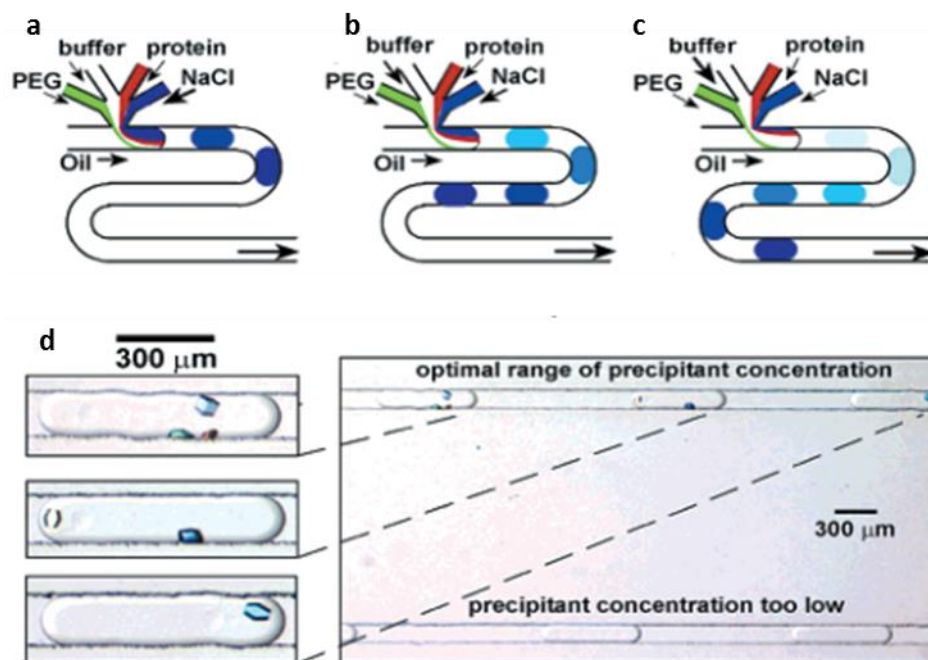 a
buffer protein
PEG NaCl
Oil
b
buffer protein
PEG NaCl
Oil
c
buffer protein
PEG NaCl
Oil
d
300 μm
optimal range of precipitant concentration
300 μm
precipitant concentration too low